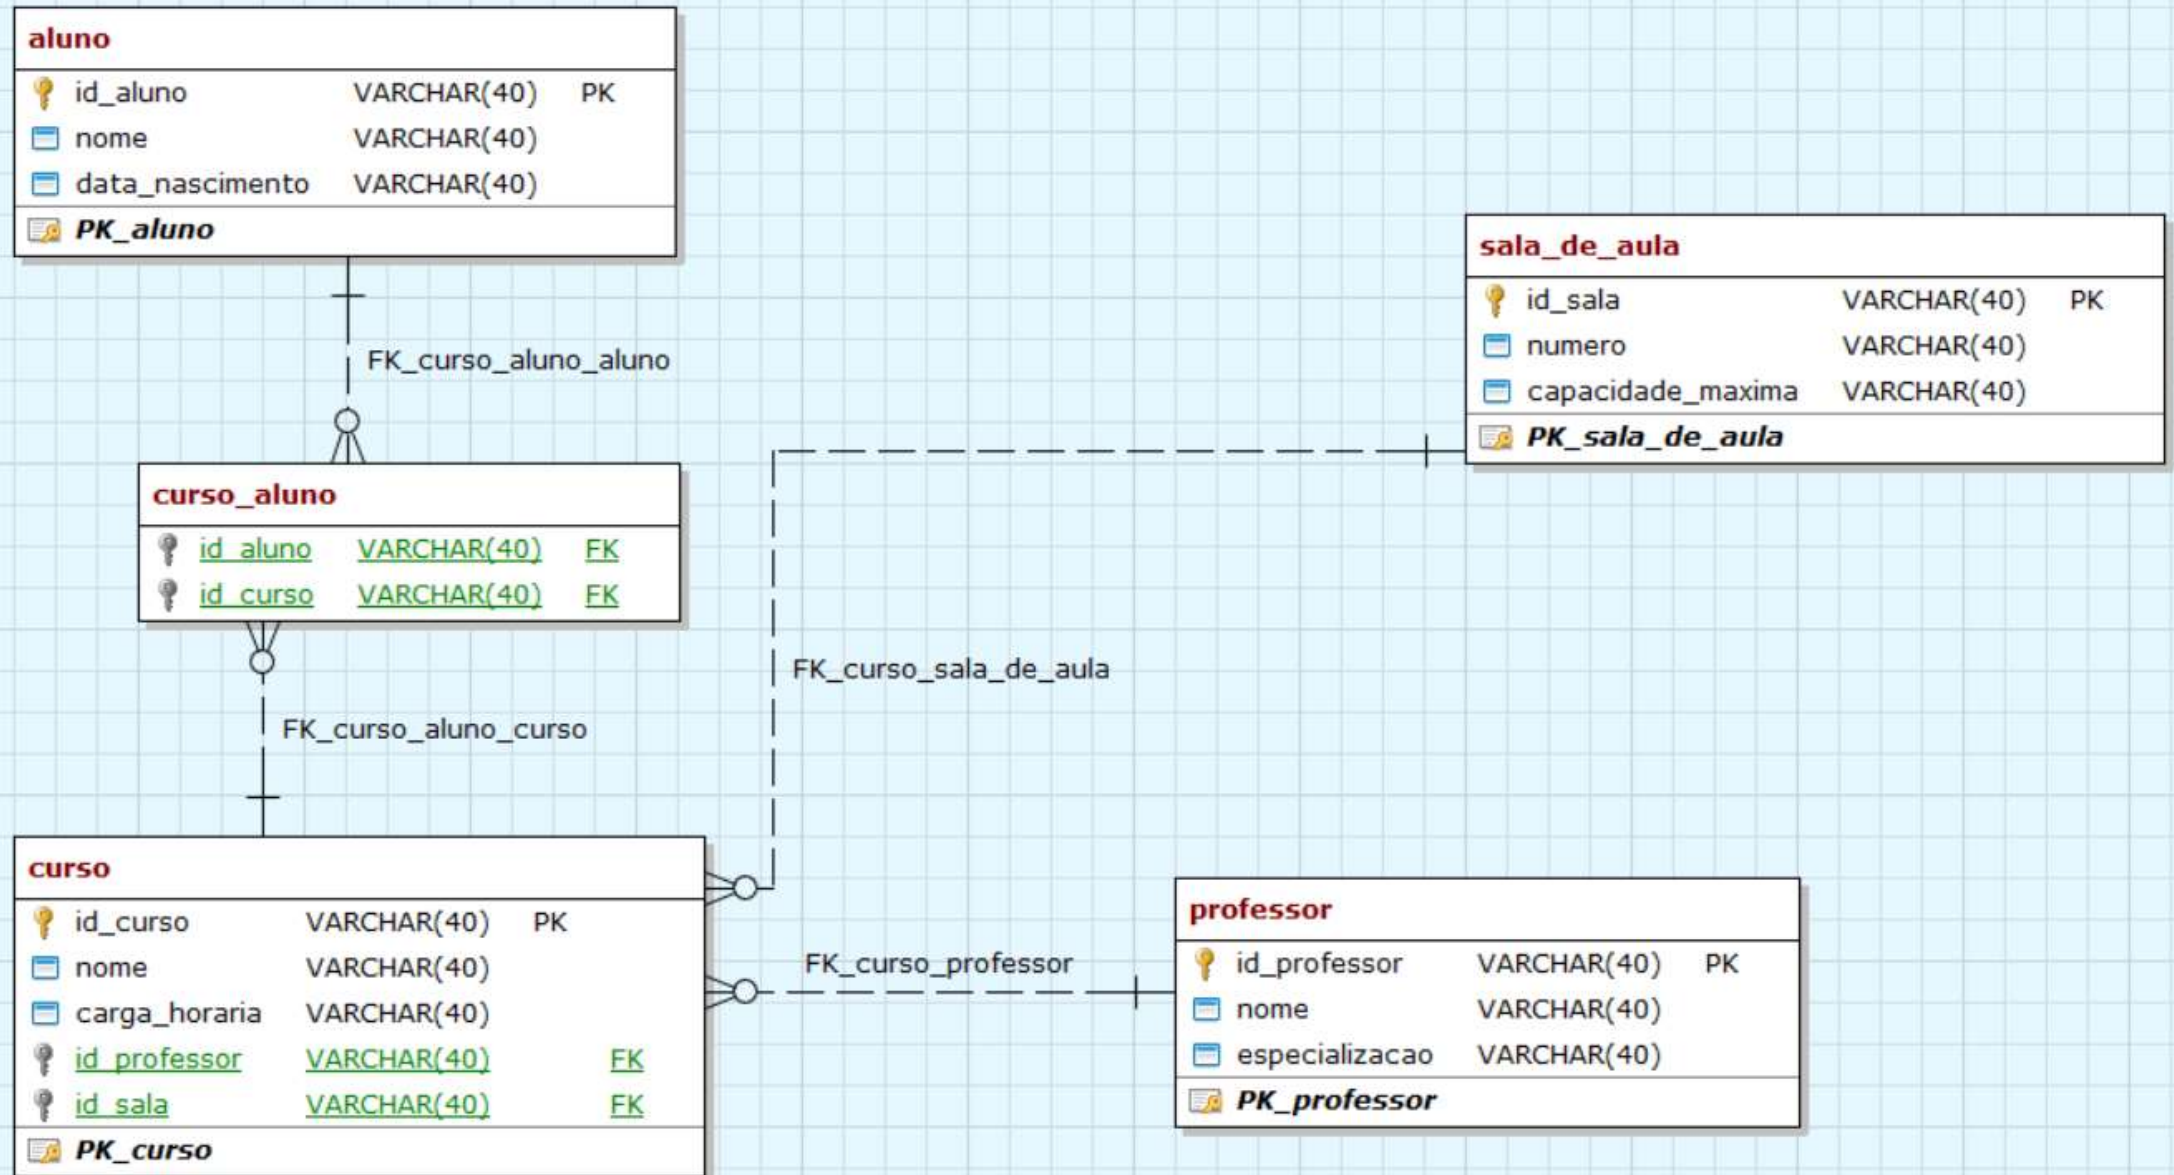 aluno
id_aluno VARCHAR(40) PK
nome VARCHAR(40)
data_nascimento VARCHAR(40)
PK_aluno
FK_curso_aluno_aluno
sala_de_aula
id_sala VARCHAR(40) PK
numero VARCHAR(40)
capacidade_maxima VARCHAR(40)
PK_sala_de_aula
curso_aluno
id_aluno VARCHAR(40) FK
id_curso VARCHAR(40) FK
FK_curso_sala_de_aula
FK_curso_aluno_curso
curso
id_curso VARCHAR(40) PK
nome VARCHAR(40)
carga_horaria VARCHAR(40)
id_professor VARCHAR(40) FK
id_sala VARCHAR(40) FK
PK_curso
FK_curso_professor
professor
id_professor VARCHAR(40) PK
nome VARCHAR(40)
especializacao VARCHAR(40)
PK_professor